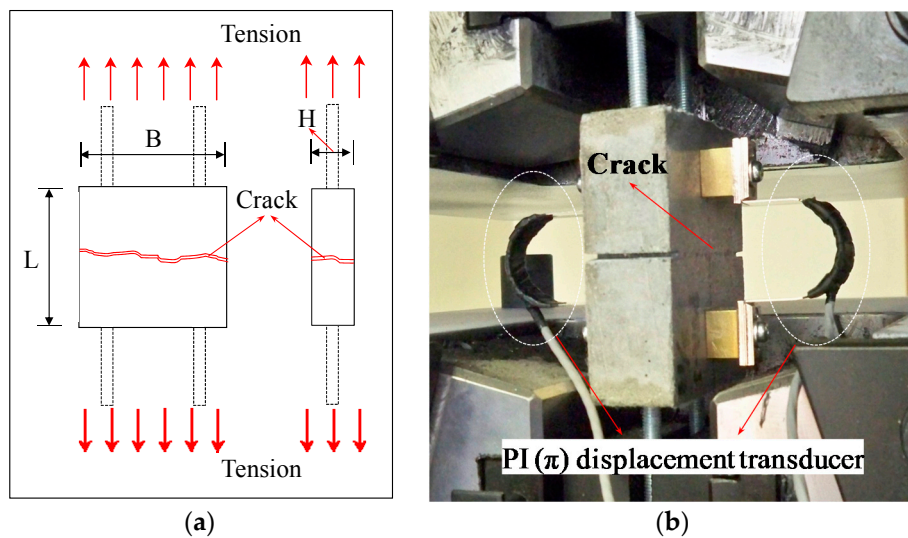 Tension
H
B
Crack
L
Tension
(a)
Crack
PI (π) displacement transducer
(b)